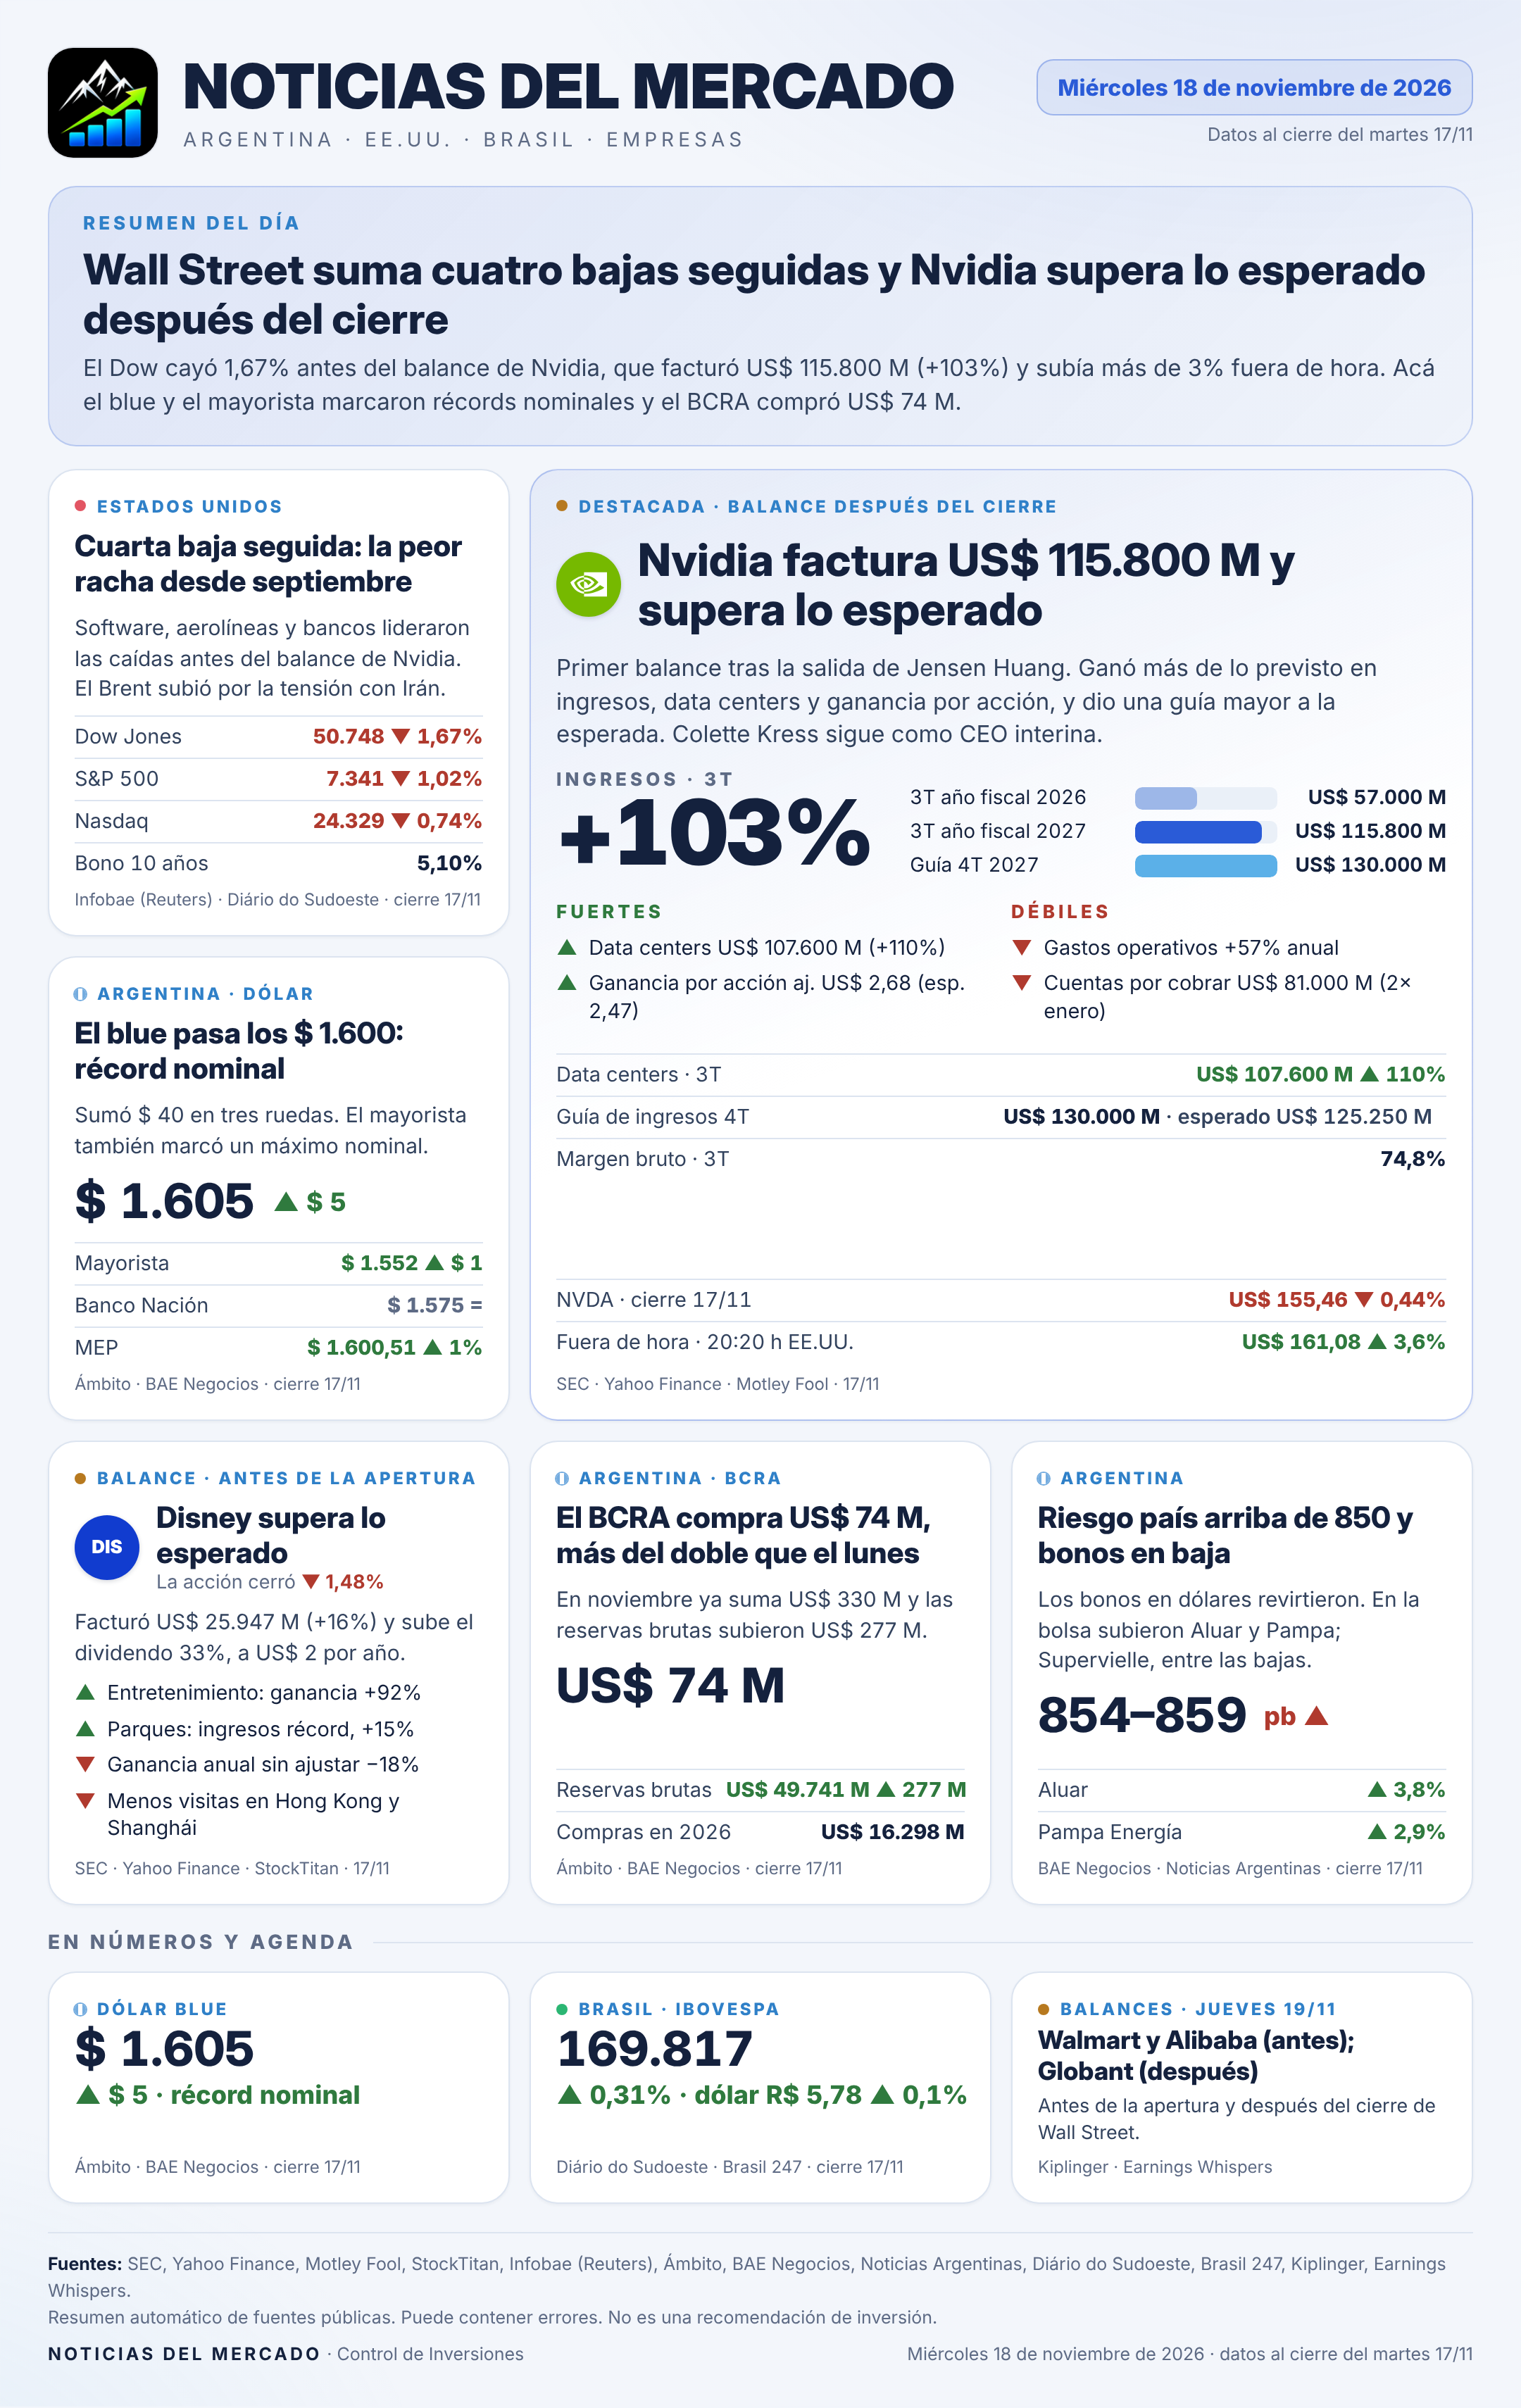 NOTICIAS DEL MERCADO
ARGENTINA · EE.UU. · BRASIL · EMPRESAS
Miércoles 18 de noviembre de 2026
Datos al cierre del martes 17/11
RESUMEN DEL DÍA
Wall Street suma cuatro bajas seguidas y Nvidia supera lo esperado
después del cierre
El Dow cayó 1,67% antes del balance de Nvidia, que facturó US$ 115.800 M (+103%) y subía más de 3% fuera de hora. Acá
el blue y el mayorista marcaron récords nominales y el BCRA compró US$ 74 M.
ESTADOS UNIDOS
Cuarta baja seguida: la peor
racha desde septiembre
Software, aerolíneas y bancos lideraron
las caídas antes del balance de Nvidia.
El Brent subió por la tensión con Irán.
Dow Jones 50.748 ▼ 1,67%
S&P 500 7.341 ▼ 1,02%
Nasdaq 24.329 ▼ 0,74%
Bono 10 años 5,10%
Infobae (Reuters) · Diário do Sudoeste · cierre 17/11
DESTACADA · BALANCE DESPUÉS DEL CIERRE
Nvidia factura US$ 115.800 M y
supera lo esperado
Primer balance tras la salida de Jensen Huang. Ganó más de lo previsto en
ingresos, data centers y ganancia por acción, y dio una guía mayor a la
esperada. Colette Kress sigue como CEO interina.
INGRESOS · 3T
+103%
3T año fiscal 2026 US$ 57.000 M
3T año fiscal 2027 US$ 115.800 M
Guía 4T 2027 US$ 130.000 M
FUERTES
▲ Data centers US$ 107.600 M (+110%)
▲ Ganancia por acción aj. US$ 2,68 (esp.
2,47)
DÉBILES
▼ Gastos operativos +57% anual
▼ Cuentas por cobrar US$ 81.000 M (2×
enero)
Data centers · 3T US$ 107.600 M ▲ 110%
Guía de ingresos 4T US$ 130.000 M · esperado US$ 125.250 M
Margen bruto · 3T 74,8%
NVDA · cierre 17/11 US$ 155,46 ▼ 0,44%
Fuera de hora · 20:20 h EE.UU. US$ 161,08 ▲ 3,6%
SEC · Yahoo Finance · Motley Fool · 17/11
ARGENTINA · DÓLAR
El blue pasa los $ 1.600:
récord nominal
Sumó $ 40 en tres ruedas. El mayorista
también marcó un máximo nominal.
$ 1.605 ▲ $ 5
Mayorista $ 1.552 ▲ $ 1
Banco Nación $ 1.575 =
MEP $ 1.600,51 ▲ 1%
Ámbito · BAE Negocios · cierre 17/11
BALANCE · ANTES DE LA APERTURA
DIS
Disney supera lo
esperado
La acción cerró ▼ 1,48%
Facturó US$ 25.947 M (+16%) y sube el
dividendo 33%, a US$ 2 por año.
▲ Entretenimiento: ganancia +92%
▲ Parques: ingresos récord, +15%
▼ Ganancia anual sin ajustar −18%
▼ Menos visitas en Hong Kong y
Shanghái
SEC · Yahoo Finance · StockTitan · 17/11
ARGENTINA · BCRA
El BCRA compra US$ 74 M,
más del doble que el lunes
En noviembre ya suma US$ 330 M y las
reservas brutas subieron US$ 277 M.
US$ 74 M
Reservas brutas US$ 49.741 M ▲ 277 M
Compras en 2026 US$ 16.298 M
Ámbito · BAE Negocios · cierre 17/11
ARGENTINA
Riesgo país arriba de 850 y
bonos en baja
Los bonos en dólares revirtieron. En la
bolsa subieron Aluar y Pampa;
Supervielle, entre las bajas.
854–859 pb ▲
Aluar ▲ 3,8%
Pampa Energía ▲ 2,9%
BAE Negocios · Noticias Argentinas · cierre 17/11
EN NÚMEROS Y AGENDA
DÓLAR BLUE
$ 1.605
▲ $ 5 · récord nominal
Ámbito · BAE Negocios · cierre 17/11
BRASIL · IBOVESPA
169.817
▲ 0,31% · dólar R$ 5,78 ▲ 0,1%
Diário do Sudoeste · Brasil 247 · cierre 17/11
BALANCES · JUEVES 19/11
Walmart y Alibaba (antes);
Globant (después)
Antes de la apertura y después del cierre de
Wall Street.
Kiplinger · Earnings Whispers
Fuentes: SEC, Yahoo Finance, Motley Fool, StockTitan, Infobae (Reuters), Ámbito, BAE Negocios, Noticias Argentinas, Diário do Sudoeste, Brasil 247, Kiplinger, Earnings
Whispers.
Resumen automático de fuentes públicas. Puede contener errores. No es una recomendación de inversión.
NOTICIAS DEL MERCADO · Control de Inversiones
Miércoles 18 de noviembre de 2026 · datos al cierre del martes 17/11